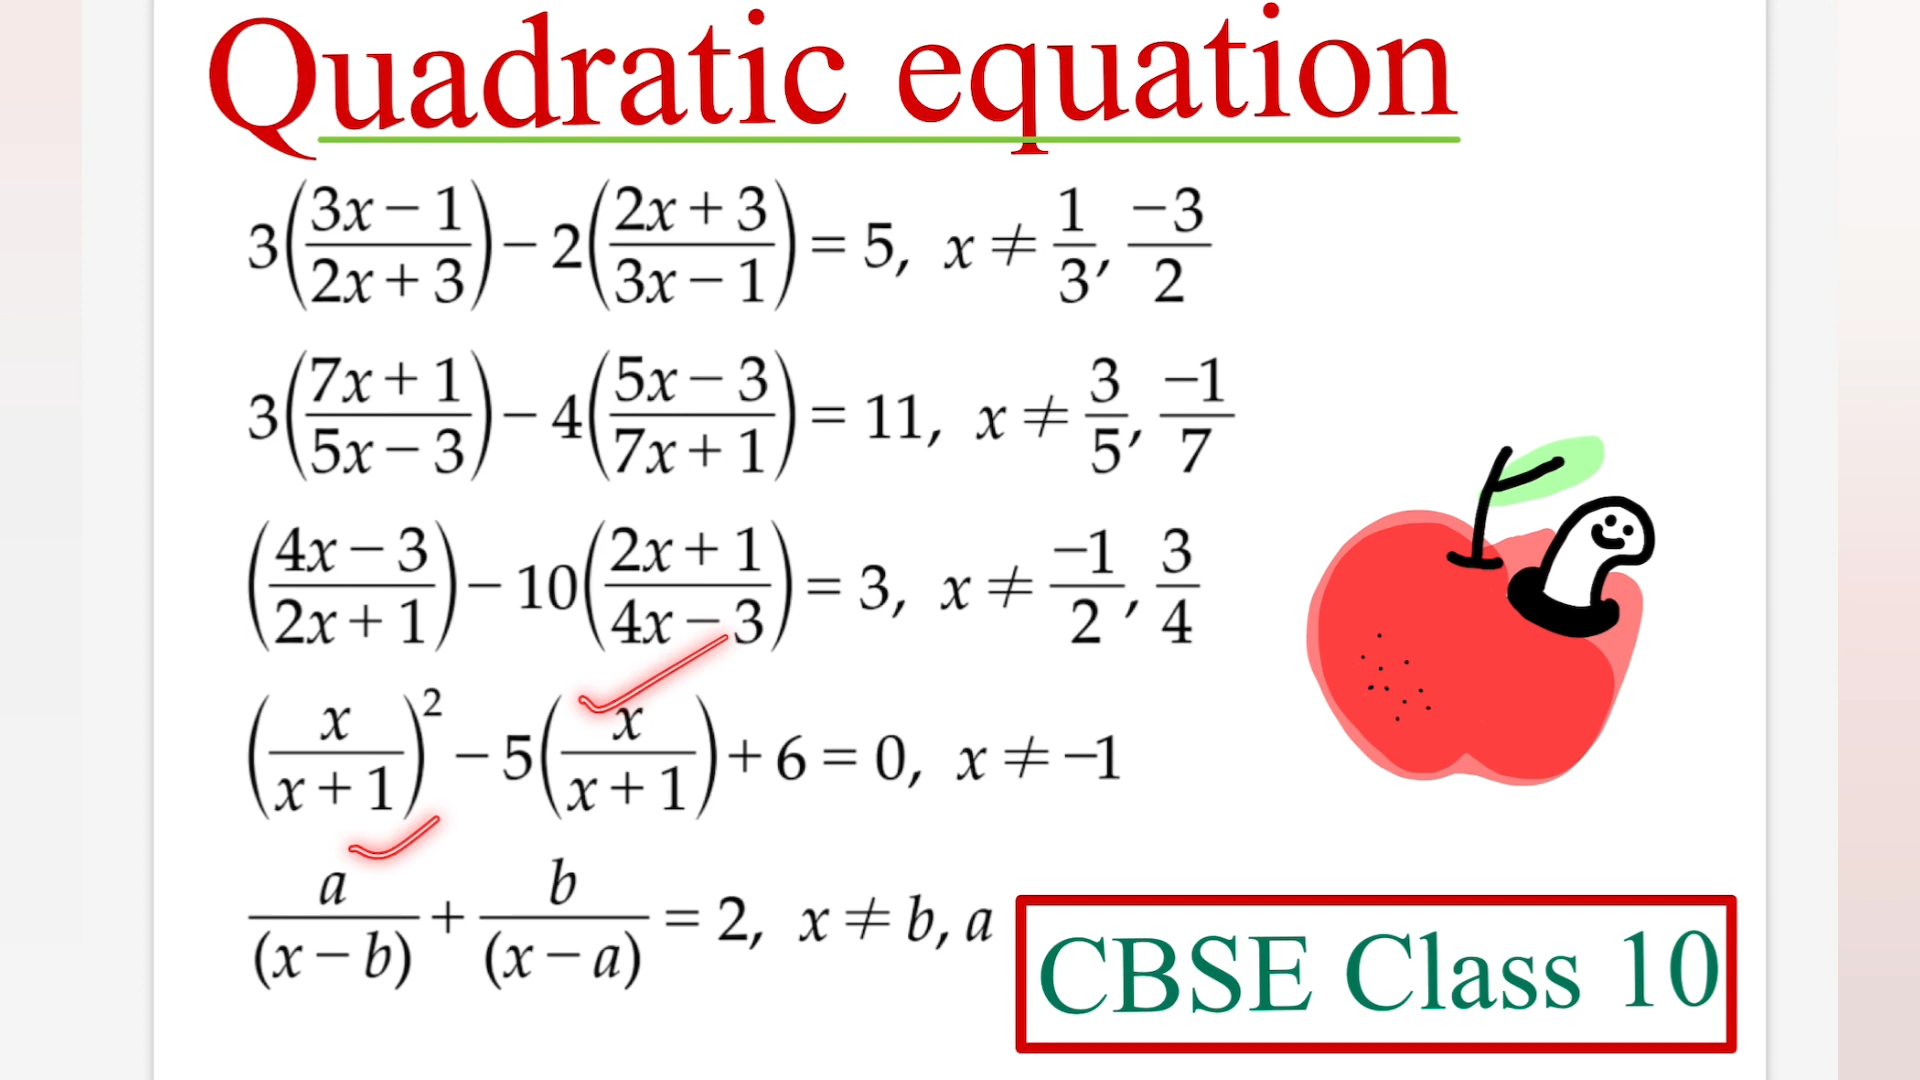 Quadratic equation
3((3x − 1)/(2x + 3)) − 2((2x + 3)/(3x − 1)) = 5, x ≠ 1/3, −3/2
3((7x + 1)/(5x − 3)) − 4((5x − 3)/(7x + 1)) = 11, x ≠ 3/5, −1/7
((4x − 3)/(2x + 1)) − 10((2x + 1)/(4x − 3)) = 3, x ≠ −1/2, 3/4
(x/(x + 1))² − 5(x/(x + 1)) + 6 = 0, x ≠ −1
a/(x − b) + b/(x − a) = 2, x ≠ b, a
CBSE Class 10